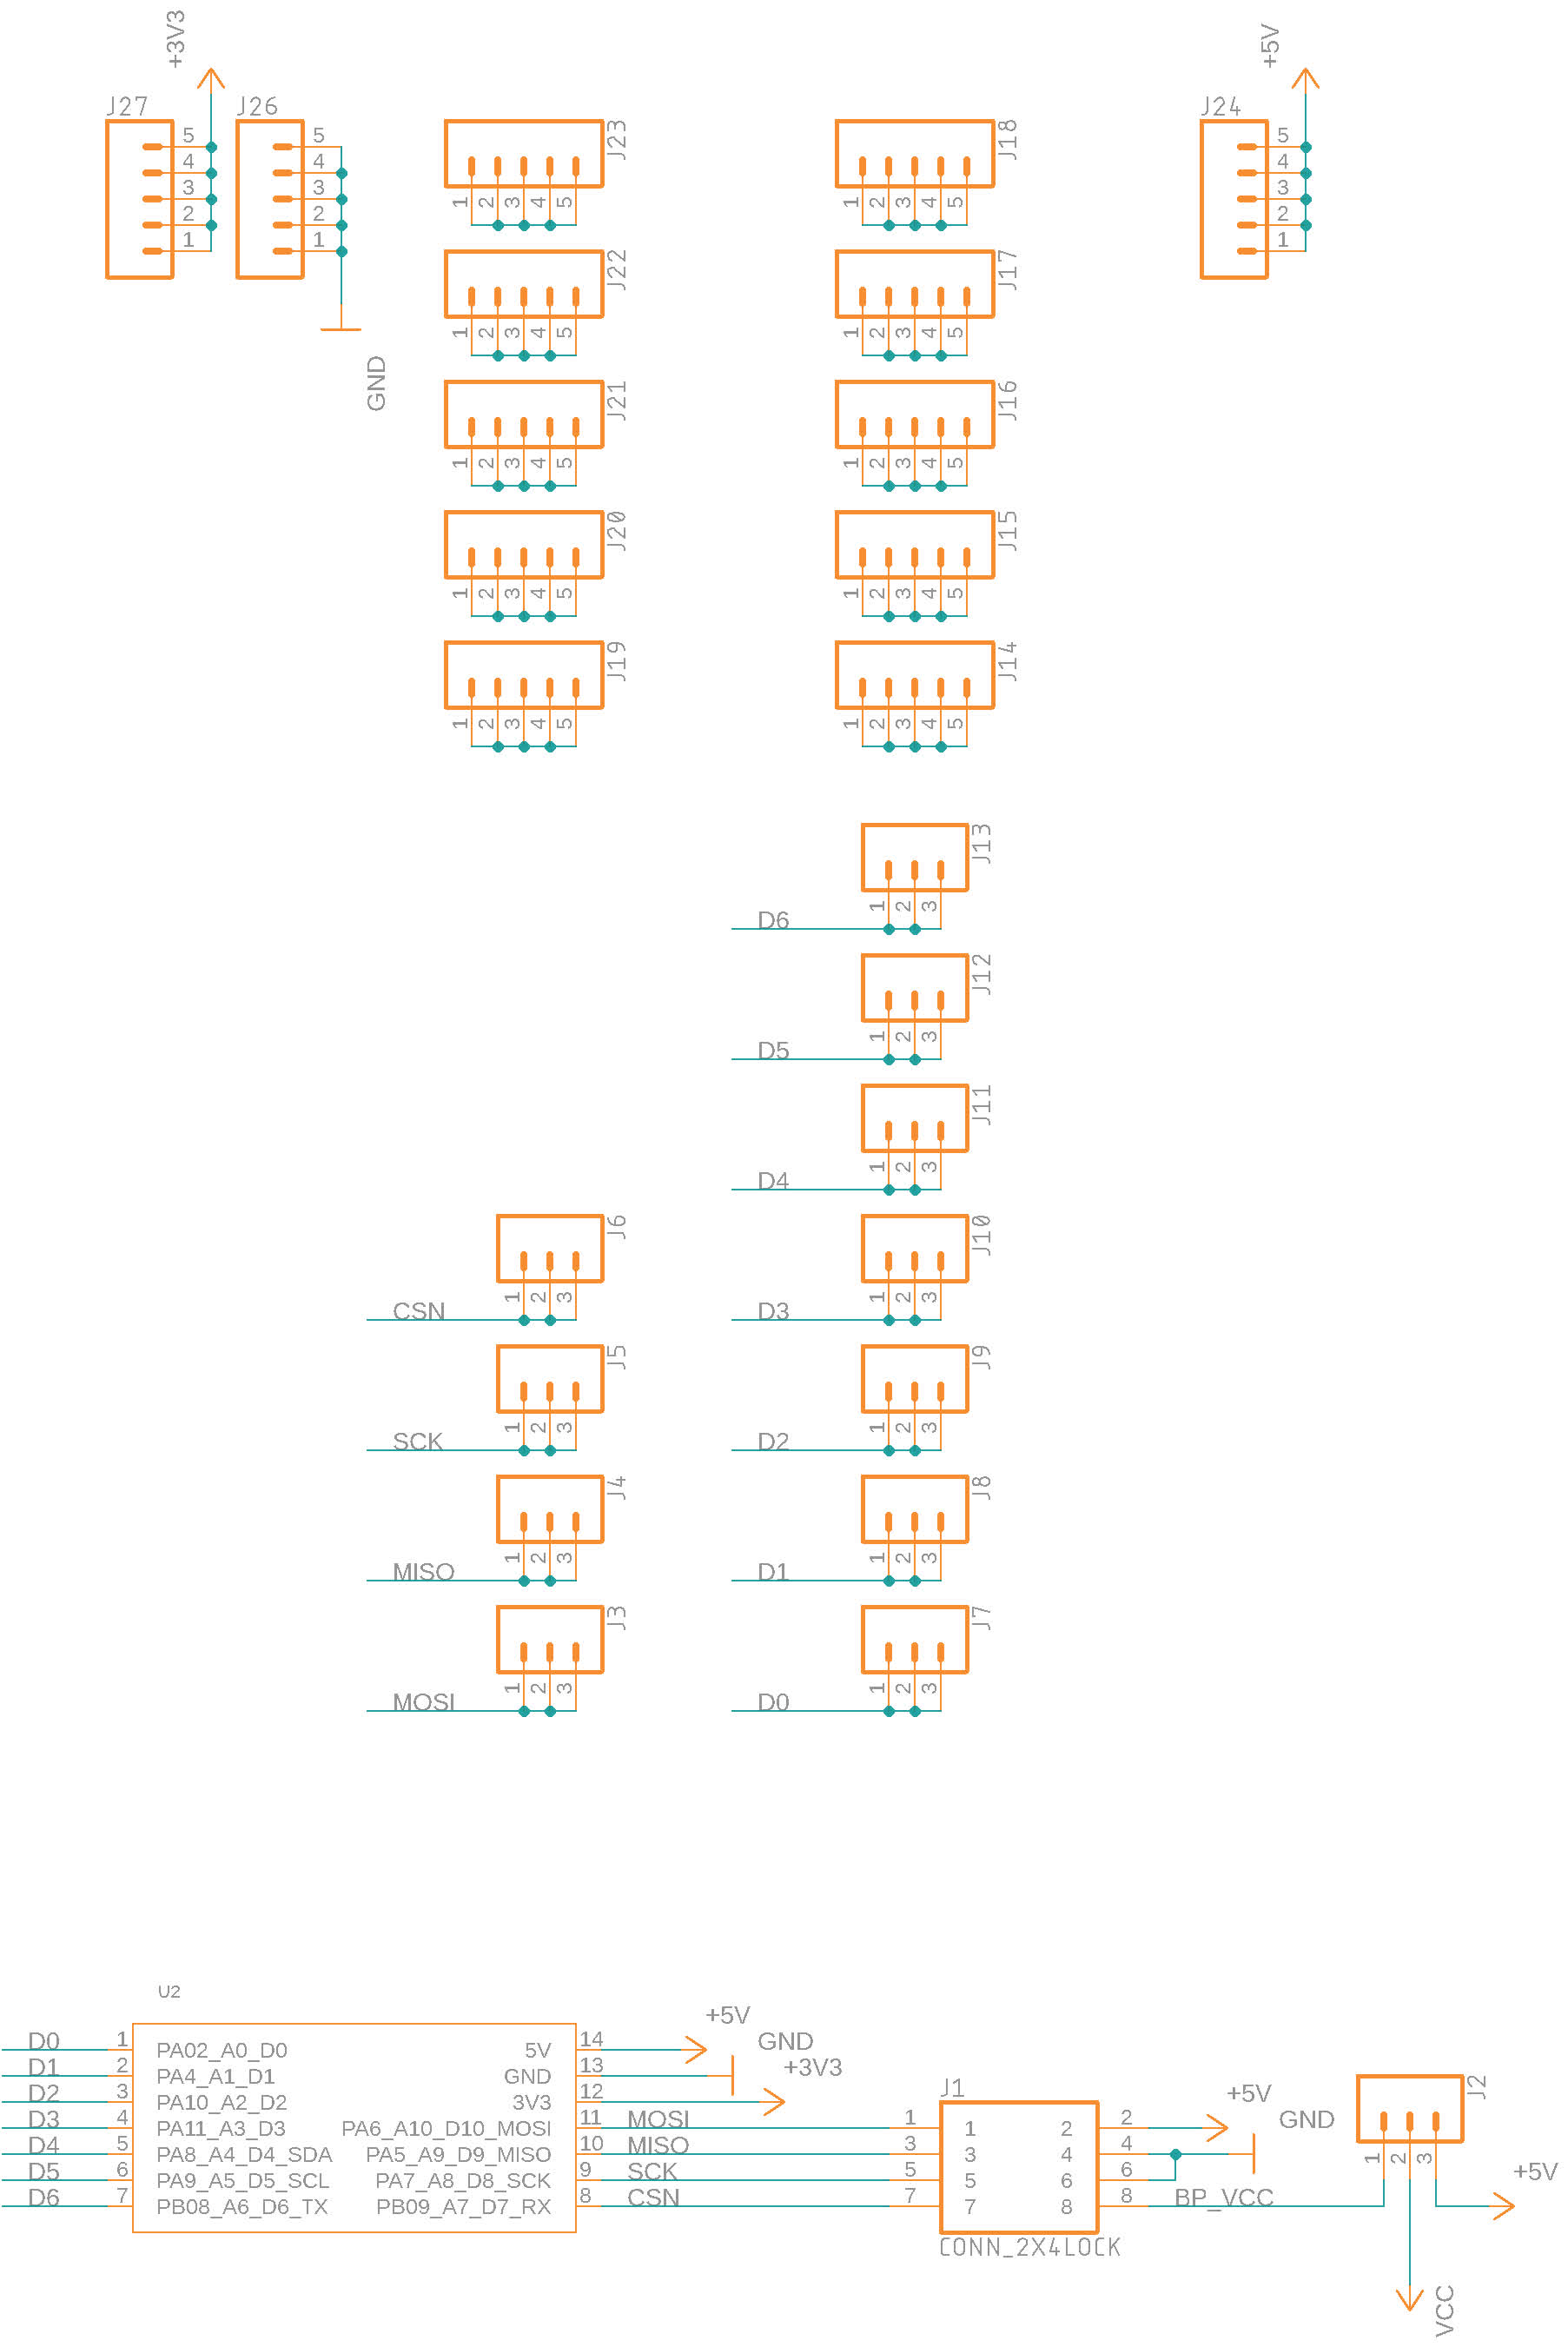 +3V3
+5V
J27
J26
J24
5
4
3
2
1
5
4
3
2
1
5
4
3
2
1
GND
J23
1 2 3 4 5
J18
1 2 3 4 5
J22
1 2 3 4 5
J17
1 2 3 4 5
J21
1 2 3 4 5
J16
1 2 3 4 5
J20
1 2 3 4 5
J15
1 2 3 4 5
J19
1 2 3 4 5
J14
1 2 3 4 5
J13
1 2 3
D6
J12
1 2 3
D5
J11
1 2 3
D4
J6
1 2 3
CSN
J10
1 2 3
D3
J5
1 2 3
SCK
J9
1 2 3
D2
J4
1 2 3
MISO
J8
1 2 3
D1
J3
1 2 3
MOSI
J7
1 2 3
D0
U2
D0 1 PA02_A0_D0
D1 2 PA4_A1_D1
D2 3 PA10_A2_D2
D3 4 PA11_A3_D3
D4 5 PA8_A4_D4_SDA
D5 6 PA9_A5_D5_SCL
D6 7 PB08_A6_D6_TX
5V 14 +5V
GND 13 GND
3V3 12 +3V3
PA6_A10_D10_MOSI 11 MOSI
PA5_A9_D9_MISO 10 MISO
PA7_A8_D8_SCK 9 SCK
PB09_A7_D7_RX 8 CSN
J1
1 1 2 2 +5V
3 3 4 4 GND
5 5 6 6
7 7 8 8 BP_VCC
CONN_2X4LOCK
J2
1 2 3
+5V
VCC